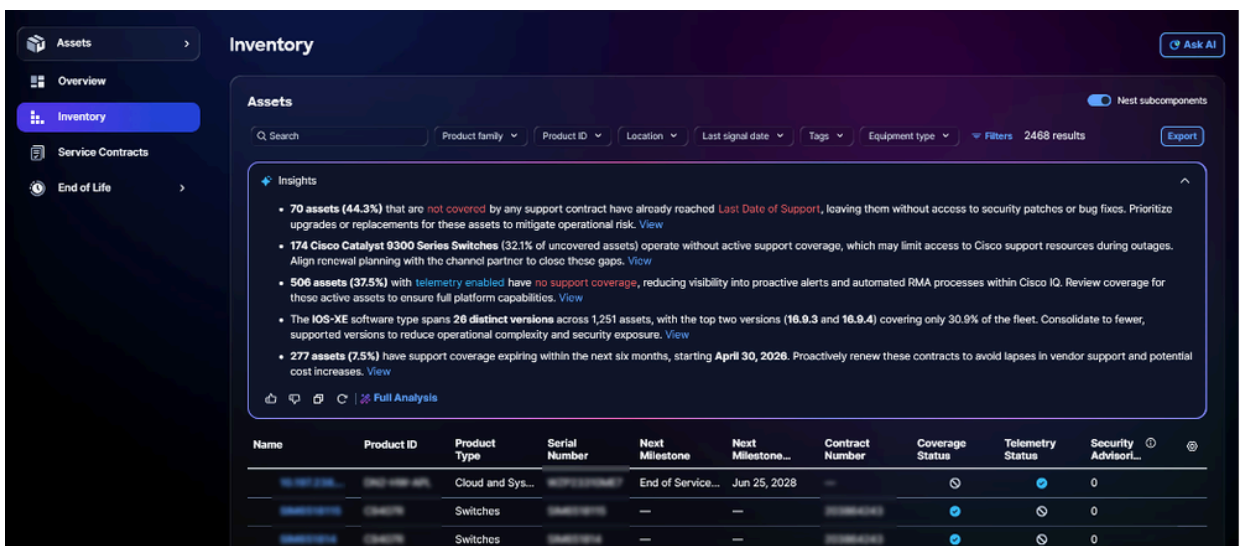 Assets
Inventory
Ask AI
Overview
Inventory
Service Contracts
End of Life
Assets
Nest subcomponents
Search
Product family
Product ID
Location
Last signal date
Tags
Equipment type
Filters
2468 results
Export
Insights
• 70 assets (44.3%) that are not covered by any support contract have already reached Last Date of Support, leaving them without access to security patches or bug fixes. Prioritize
upgrades or replacements for these assets to mitigate operational risk. View
• 174 Cisco Catalyst 9300 Series Switches (32.1% of uncovered assets) operate without active support coverage, which may limit access to Cisco support resources during outages.
Align renewal planning with the channel partner to close these gaps. View
• 506 assets (37.5%) with telemetry enabled have no support coverage, reducing visibility into proactive alerts and automated RMA processes within Cisco IQ. Review coverage for
these active assets to ensure full platform capabilities. View
• The IOS-XE software type spans 26 distinct versions across 1,251 assets, with the top two versions (16.9.3 and 16.9.4) covering only 30.9% of the fleet. Consolidate to fewer,
supported versions to reduce operational complexity and security exposure. View
• 277 assets (7.5%) have support coverage expiring within the next six months, starting April 30, 2026. Proactively renew these contracts to avoid lapses in vendor support and potential
cost increases. View
Full Analysis
Name
Product ID
Product
Type
Serial
Number
Next
Milestone
Next
Milestone...
Contract
Number
Coverage
Status
Telemetry
Status
Security
Advisori...
Cloud and Sys... End of Service... Jun 25, 2028 — 0
Switches — — 0
Switches — — 0